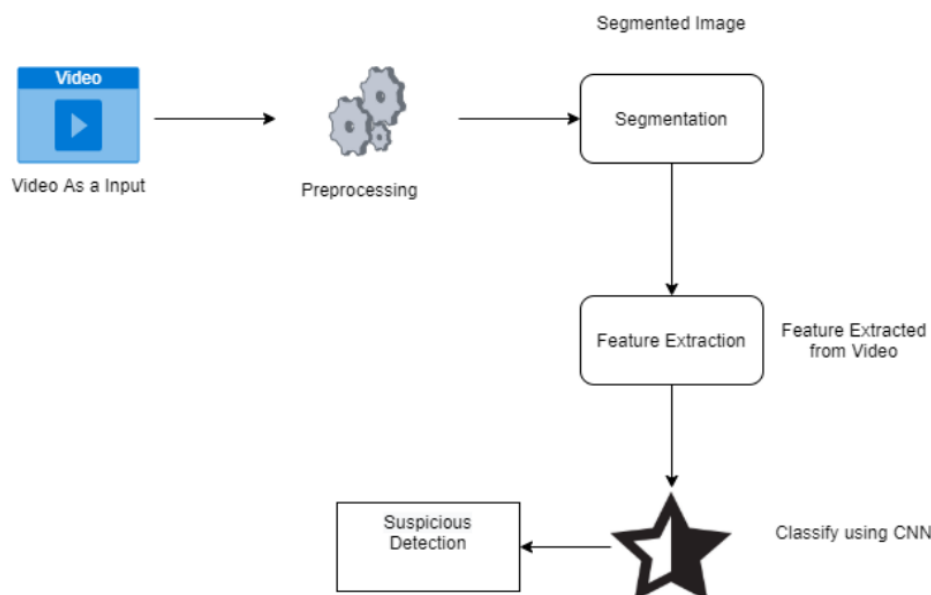 Segmented Image
Video
Video As a Input
Preprocessing
Segmentation
Feature Extraction
Feature Extracted
from Video
Suspicious
Detection
Classify using CNN